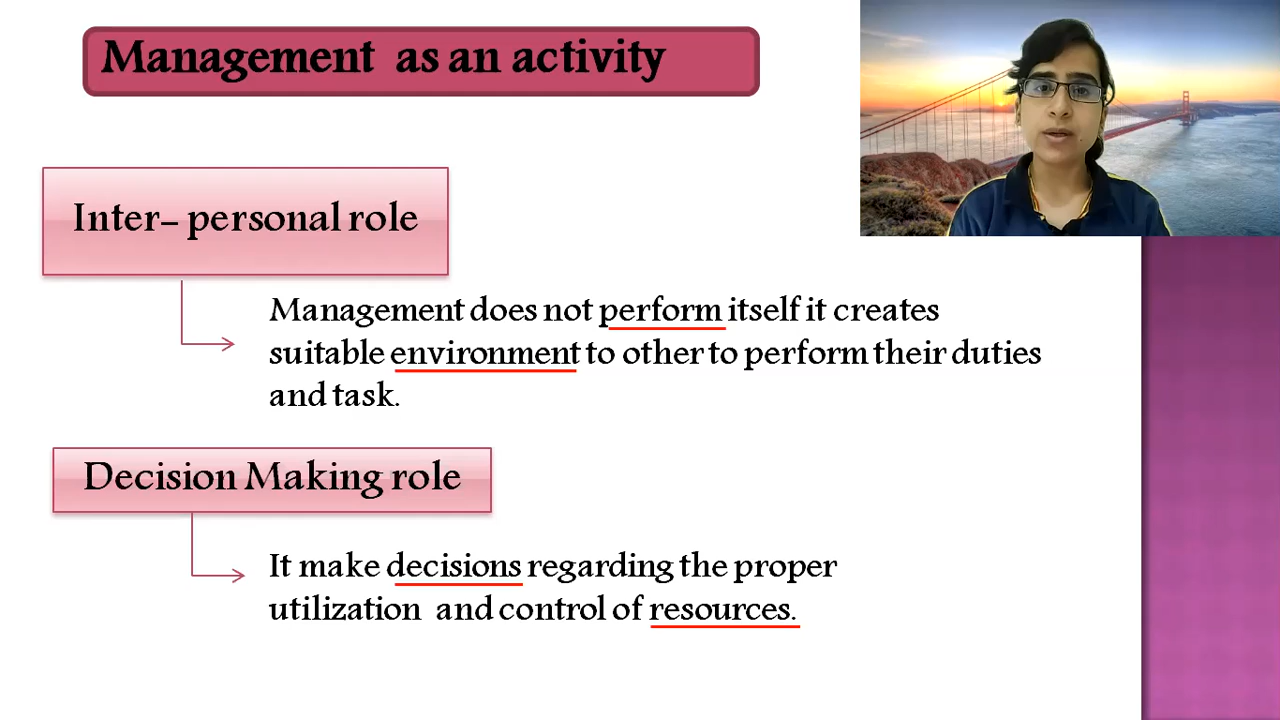 Management as an activity
Inter- personal role
Management does not perform itself it creates
suitable environment to other to perform their duties
and task.
Decision Making role
It make decisions regarding the proper
utilization and control of resources.